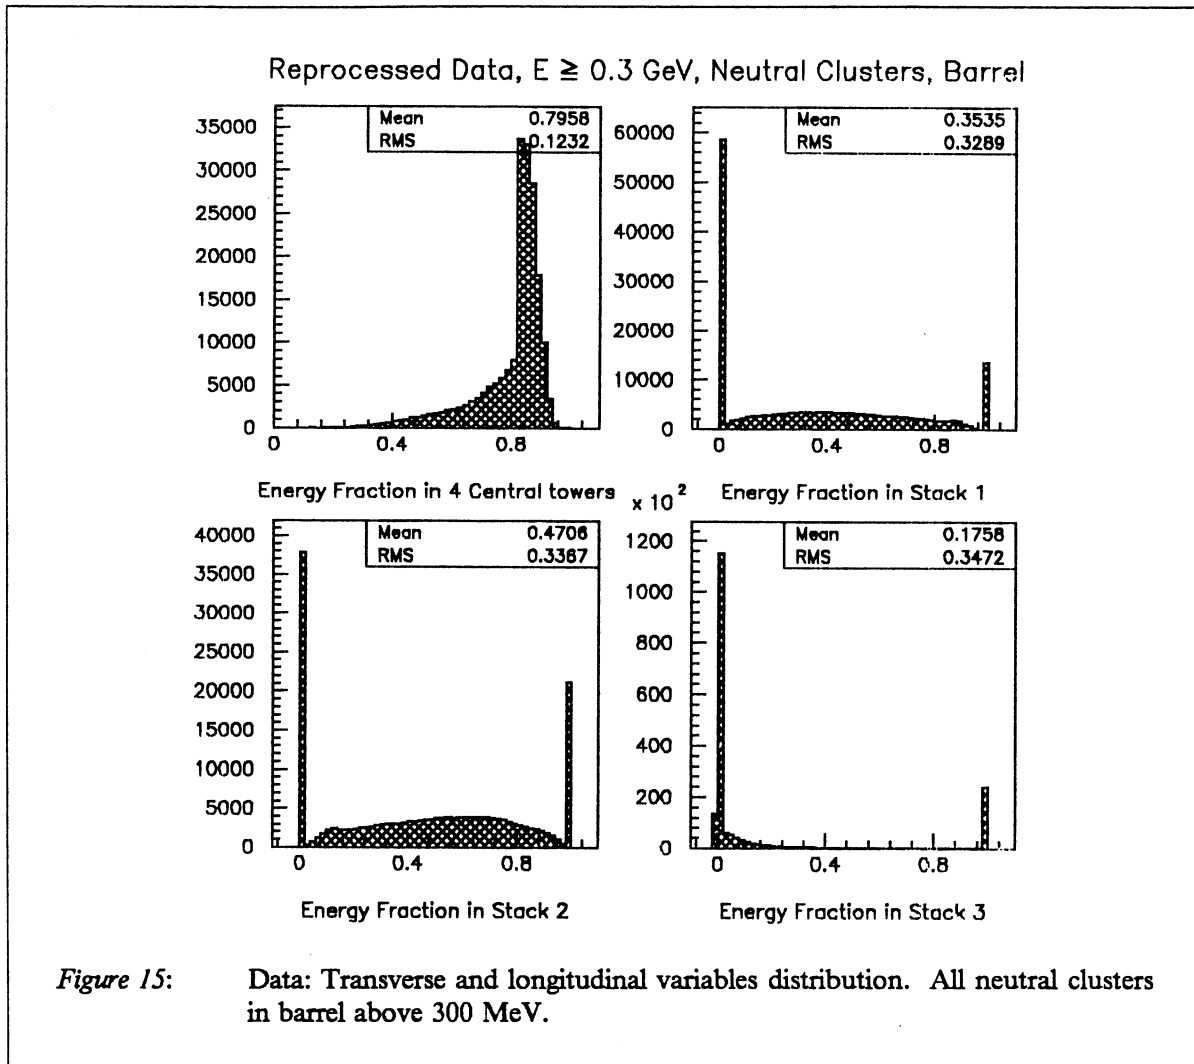 Reprocessed Data, E ≧ 0.3 GeV, Neutral Clusters, Barrel
Mean 0.7958
RMS 0.1232
35000
30000
25000
20000
15000
10000
5000
0
0 0.4 0.8
Energy Fraction in 4 Central towers
Mean 0.3535
RMS 0.3289
60000
50000
40000
30000
20000
10000
0
0 0.4 0.8
Energy Fraction in Stack 1
Mean 0.4706
RMS 0.3367
40000
35000
30000
25000
20000
15000
10000
5000
0
0 0.4 0.8
Energy Fraction in Stack 2
x 10²
Mean 0.1758
RMS 0.3472
1200
1000
800
600
400
200
0
0 0.4 0.8
Energy Fraction in Stack 3
Figure 15: Data: Transverse and longitudinal variables distribution. All neutral clusters
in barrel above 300 MeV.